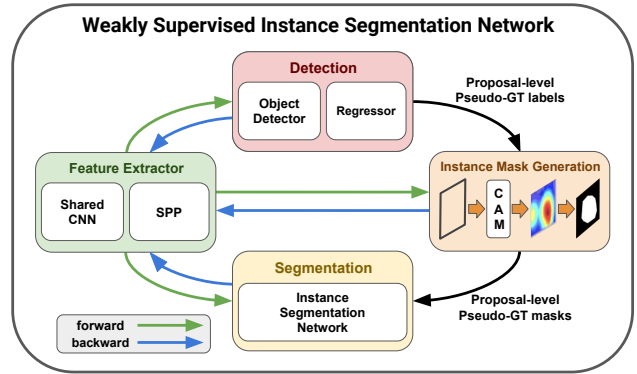 Weakly Supervised Instance Segmentation Network
Detection
Object
Detector
Regressor
Proposal-level
Pseudo-GT labels
Feature Extractor
Shared
CNN
SPP
Instance Mask Generation
C
A
M
Segmentation
Instance
Segmentation
Network
Proposal-level
Pseudo-GT masks
forward
backward